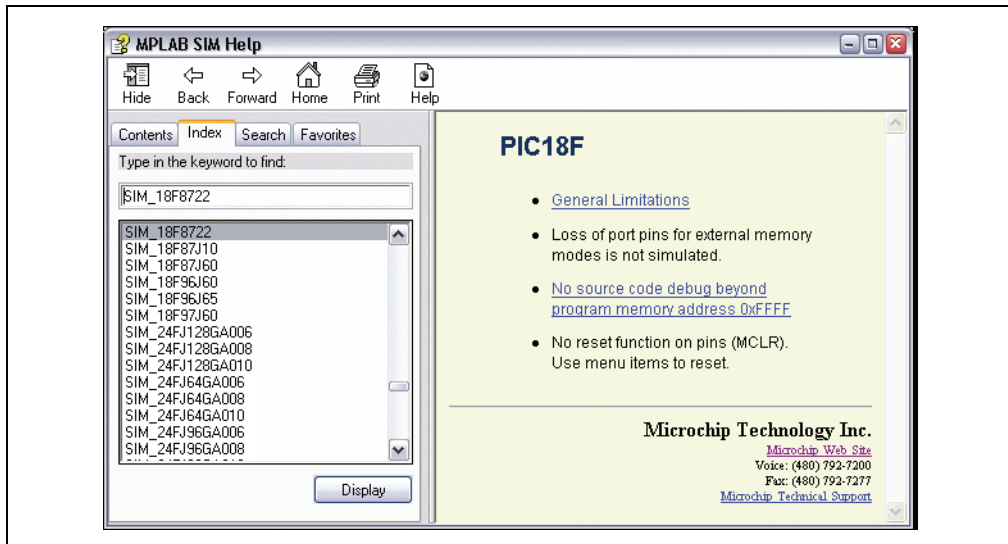 MPLAB SIM Help
Hide Back Forward Home Print Help
Contents Index Search Favorites
Type in the keyword to find:
SIM_18F8722
SIM_18F8722
SIM_18F87J10
SIM_18F87J60
SIM_18F96J60
SIM_18F96J65
SIM_18F97J60
SIM_24FJ128GA006
SIM_24FJ128GA008
SIM_24FJ128GA010
SIM_24FJ64GA006
SIM_24FJ64GA008
SIM_24FJ64GA010
SIM_24FJ96GA006
SIM_24FJ96GA008
Display
PIC18F
• General Limitations
• Loss of port pins for external memory
modes is not simulated.
• No source code debug beyond
program memory address 0xFFFF
• No reset function on pins (MCLR).
Use menu items to reset.
Microchip Technology Inc.
Microchip Web Site
Voice: (480) 792-7200
Fax: (480) 792-7277
Microchip Technical Support